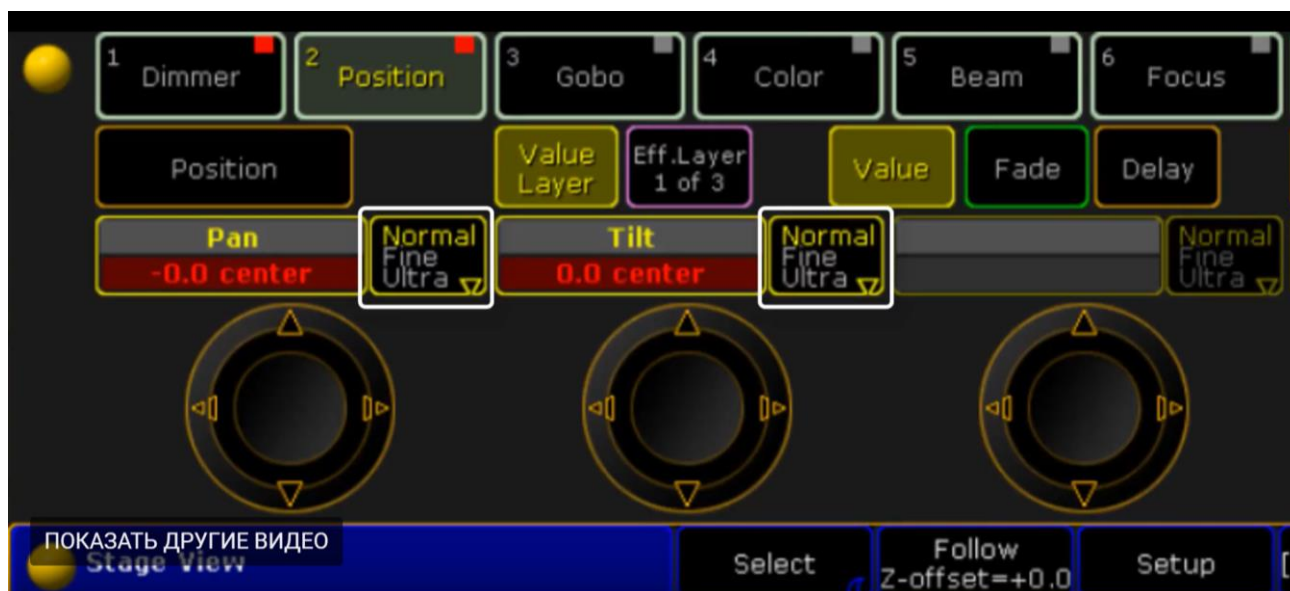 1 Dimmer
2 Position
3 Gobo
4 Color
5 Beam
6 Focus
Position
Value
Layer
Eff.Layer
1 of 3
Value
Fade
Delay
Pan
-0.0 center
Normal
Fine
Ultra
Tilt
0.0 center
Normal
Fine
Ultra
Normal
Fine
Ultra
ПОКАЗАТЬ ДРУГИЕ ВИДЕО
Stage View
Select
Follow
Z-offset=+0.0
Setup